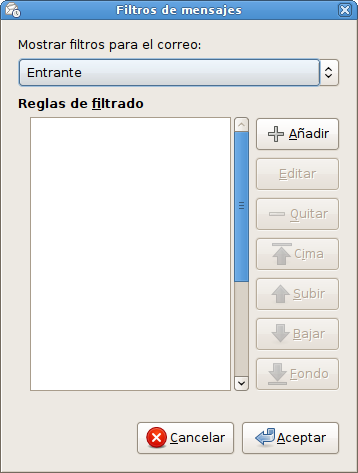 Filtros de mensajes
Mostrar filtros para el correo:
Entrante
Reglas de filtrado
Añadir
Editar
Quitar
Cima
Subir
Bajar
Fondo
Cancelar
Aceptar